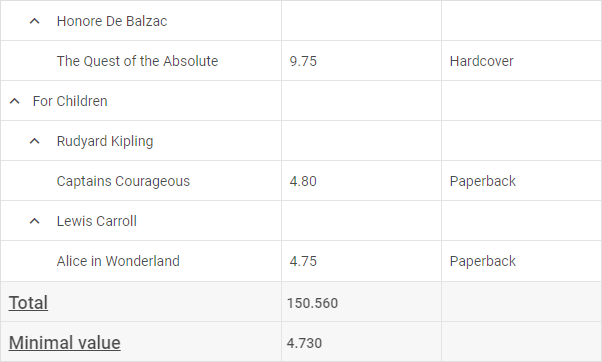 Honore De Balzac
The Quest of the Absolute 9.75 Hardcover
For Children
Rudyard Kipling
Captains Courageous 4.80 Paperback
Lewis Carroll
Alice in Wonderland 4.75 Paperback
Total 150.560
Minimal value 4.730